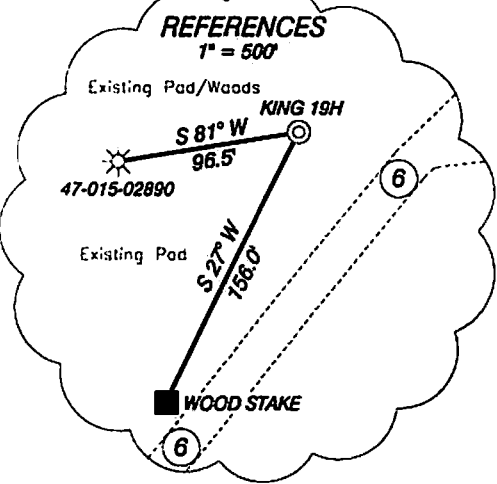 REFERENCES
1" = 500'
Existing Pad/Woods
KING 19H
S 81° W
96.5'
47-015-02890
6
Existing Pad
S 27° W
156.0'
WOOD STAKE
6